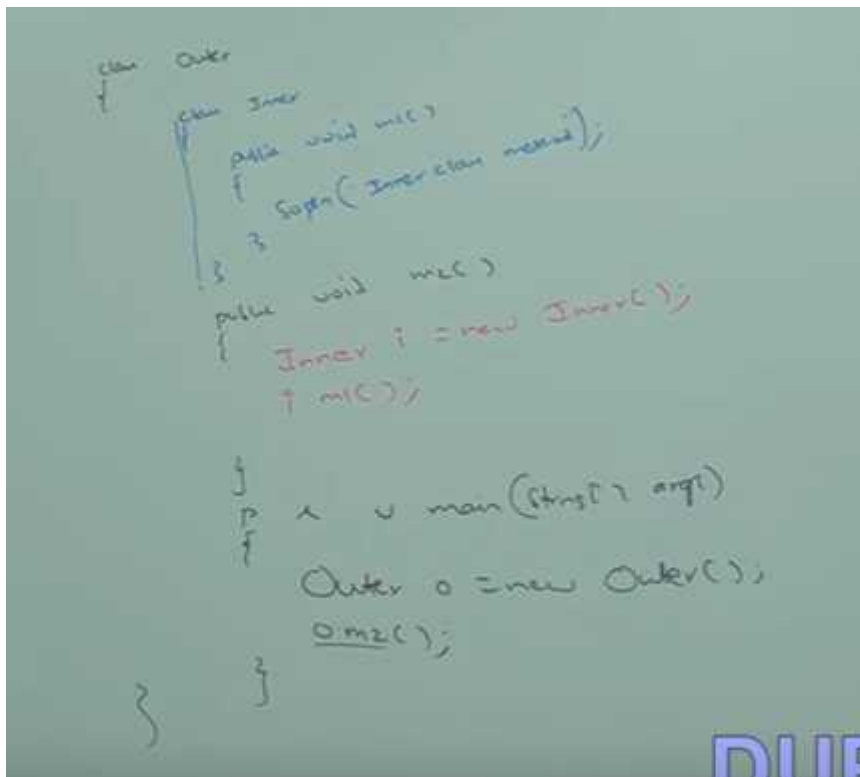 class Outer
{
class Inner
{
public void m1()
{
Sopln( Inner class method);
}
}
public void m2()
{
Inner i = new Inner();
i m1();
}
p s v main(String[] args)
{
Outer o = new Outer();
o m2();
}
}
DUR